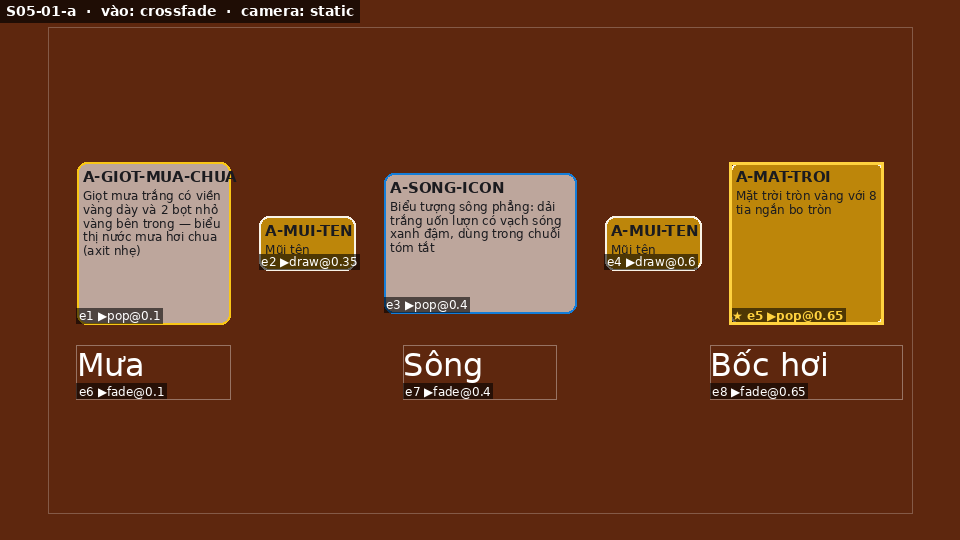 S05-01-a · vào: crossfade · camera: static
A-GIOT-MUA-CHUA
Giọt mưa trắng có viền
vàng dày và 2 bọt nhỏ
vàng bên trong — biểu
thị nước mưa hơi chua
(axit nhẹ)
e1 ▶pop@0.1
A-MUI-TEN
Mũi tên
e2 ▶draw@0.35
A-SONG-ICON
Biểu tượng sông phẳng: dải
trắng uốn lượn có vạch sóng
xanh đậm, dùng trong chuỗi
tóm tắt
e3 ▶pop@0.4
A-MUI-TEN
Mũi tên
e4 ▶draw@0.6
A-MAT-TROI
Mặt trời tròn vàng với 8
tia ngắn bo tròn
★ e5 ▶pop@0.65
Mưa
e6 ▶fade@0.1
Sông
e7 ▶fade@0.4
Bốc hơi
e8 ▶fade@0.65